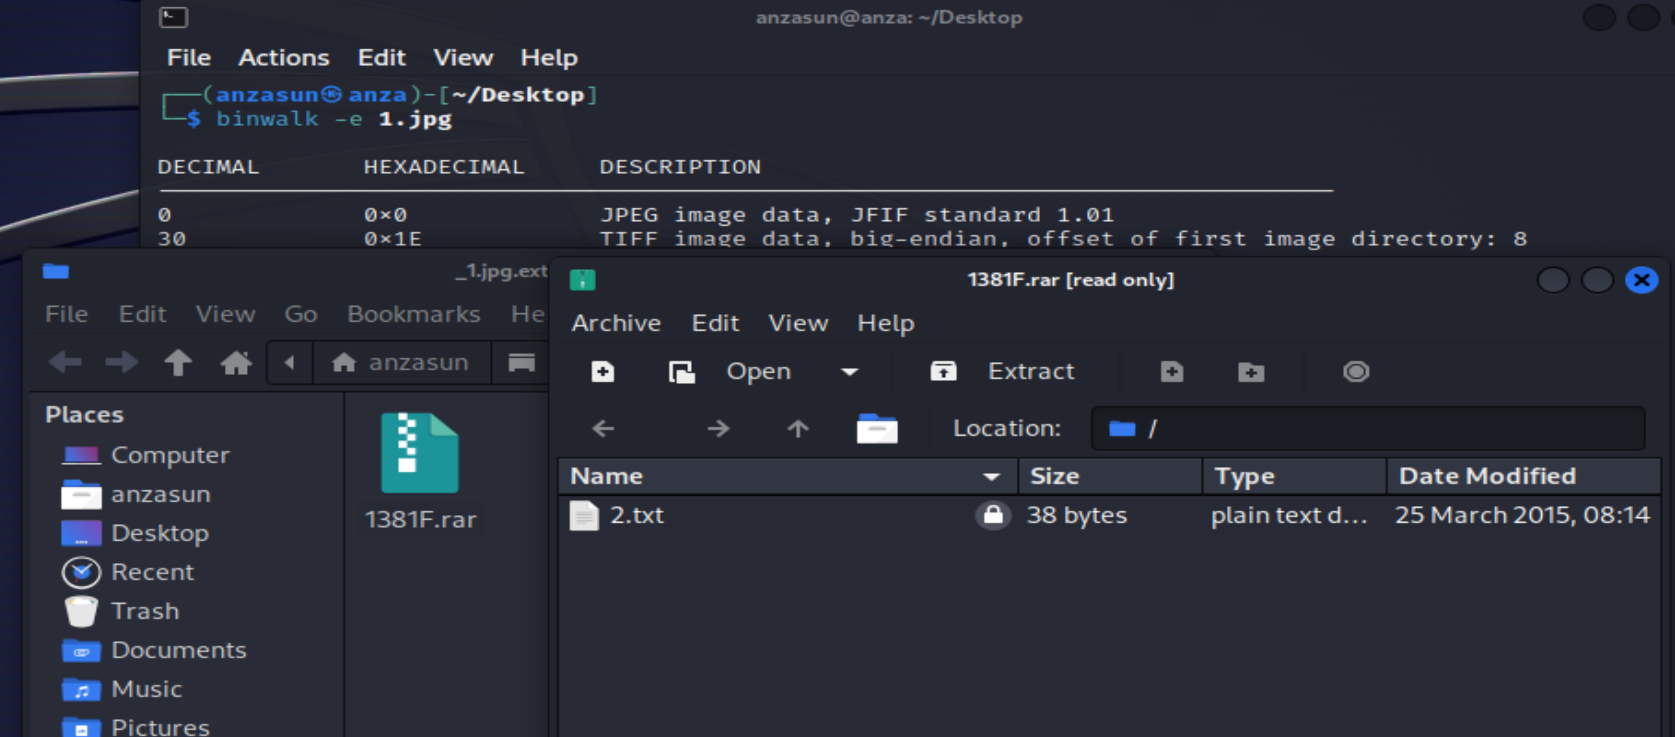 anzasun@anza: ~/Desktop
File Actions Edit View Help
┌──(anzasun㉿anza)-[~/Desktop]
└─$ binwalk -e 1.jpg
DECIMAL HEXADECIMAL DESCRIPTION
0 0×0 JPEG image data, JFIF standard 1.01
30 0×1E TIFF image data, big-endian, offset of first image directory: 8
_1.jpg.ext
File Edit View Go Bookmarks He
anzasun
Places
Computer
anzasun
Desktop
Recent
Trash
Documents
Music
Pictures
1381F.rar
1381F.rar [read only]
Archive Edit View Help
Open Extract
Location: /
Name Size Type Date Modified
2.txt 38 bytes plain text d... 25 March 2015, 08:14